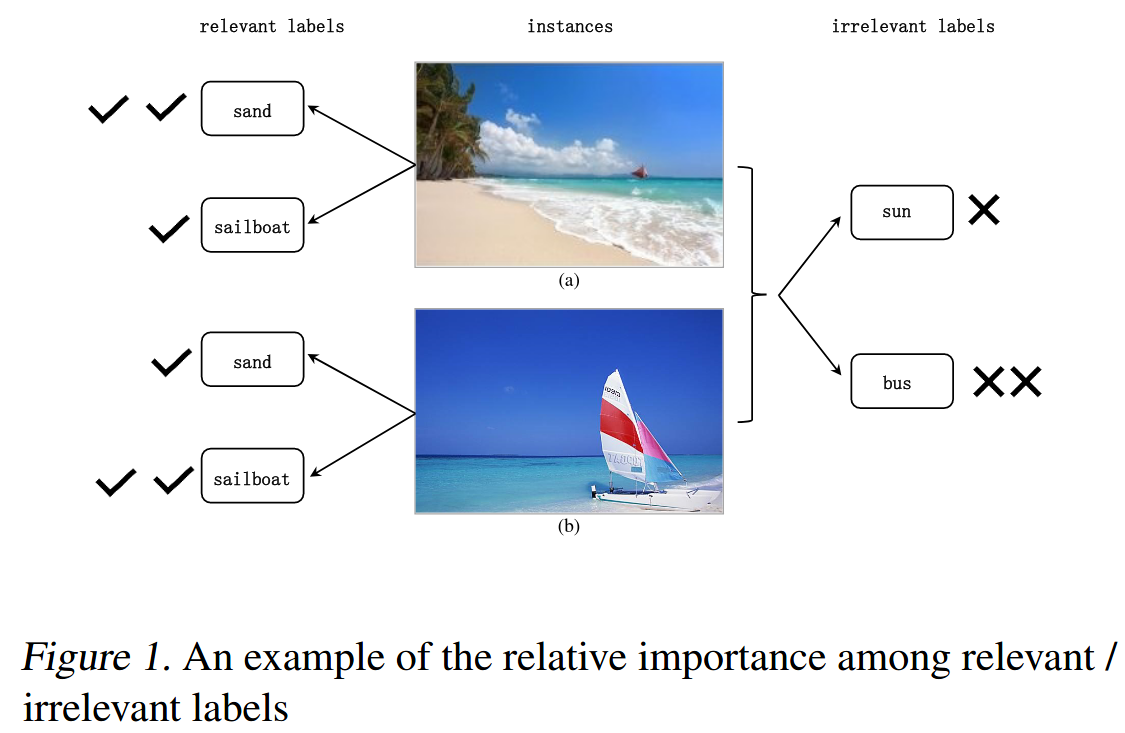 relevant labels
instances
irrelevant labels
sand
sailboat
sun
(a)
sand
bus
sailboat
(b)
Figure 1. An example of the relative importance among relevant /
irrelevant labels